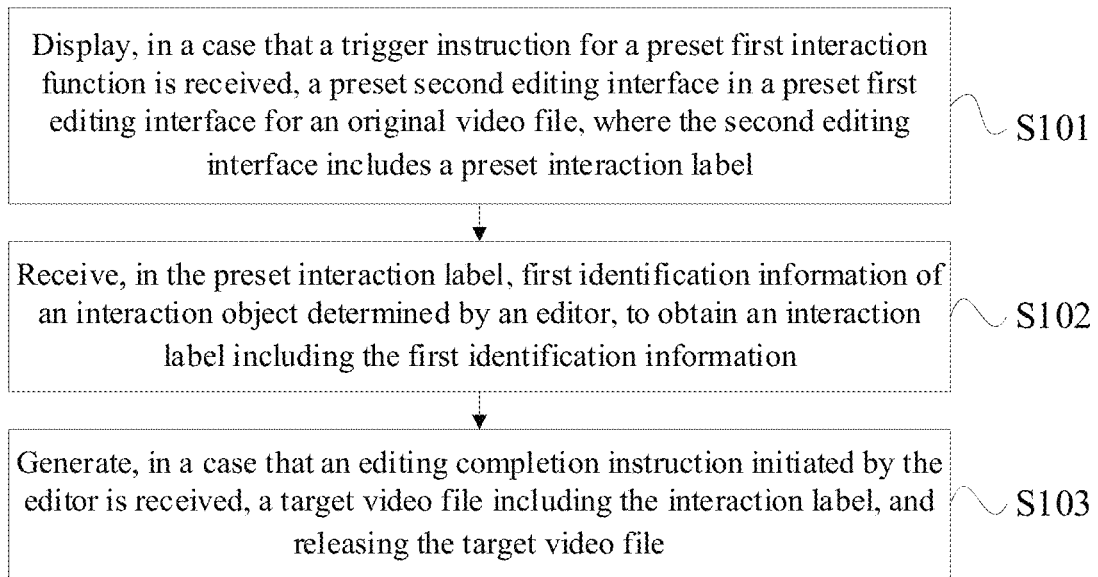 Display, in a case that a trigger instruction for a preset first interaction
function is received, a preset second editing interface in a preset first
editing interface for an original video file, where the second editing
interface includes a preset interaction label
S101
Receive, in the preset interaction label, first identification information of
an interaction object determined by an editor, to obtain an interaction
label including the first identification information
S102
Generate, in a case that an editing completion instruction initiated by the
editor is received, a target video file including the interaction label, and
releasing the target video file
S103